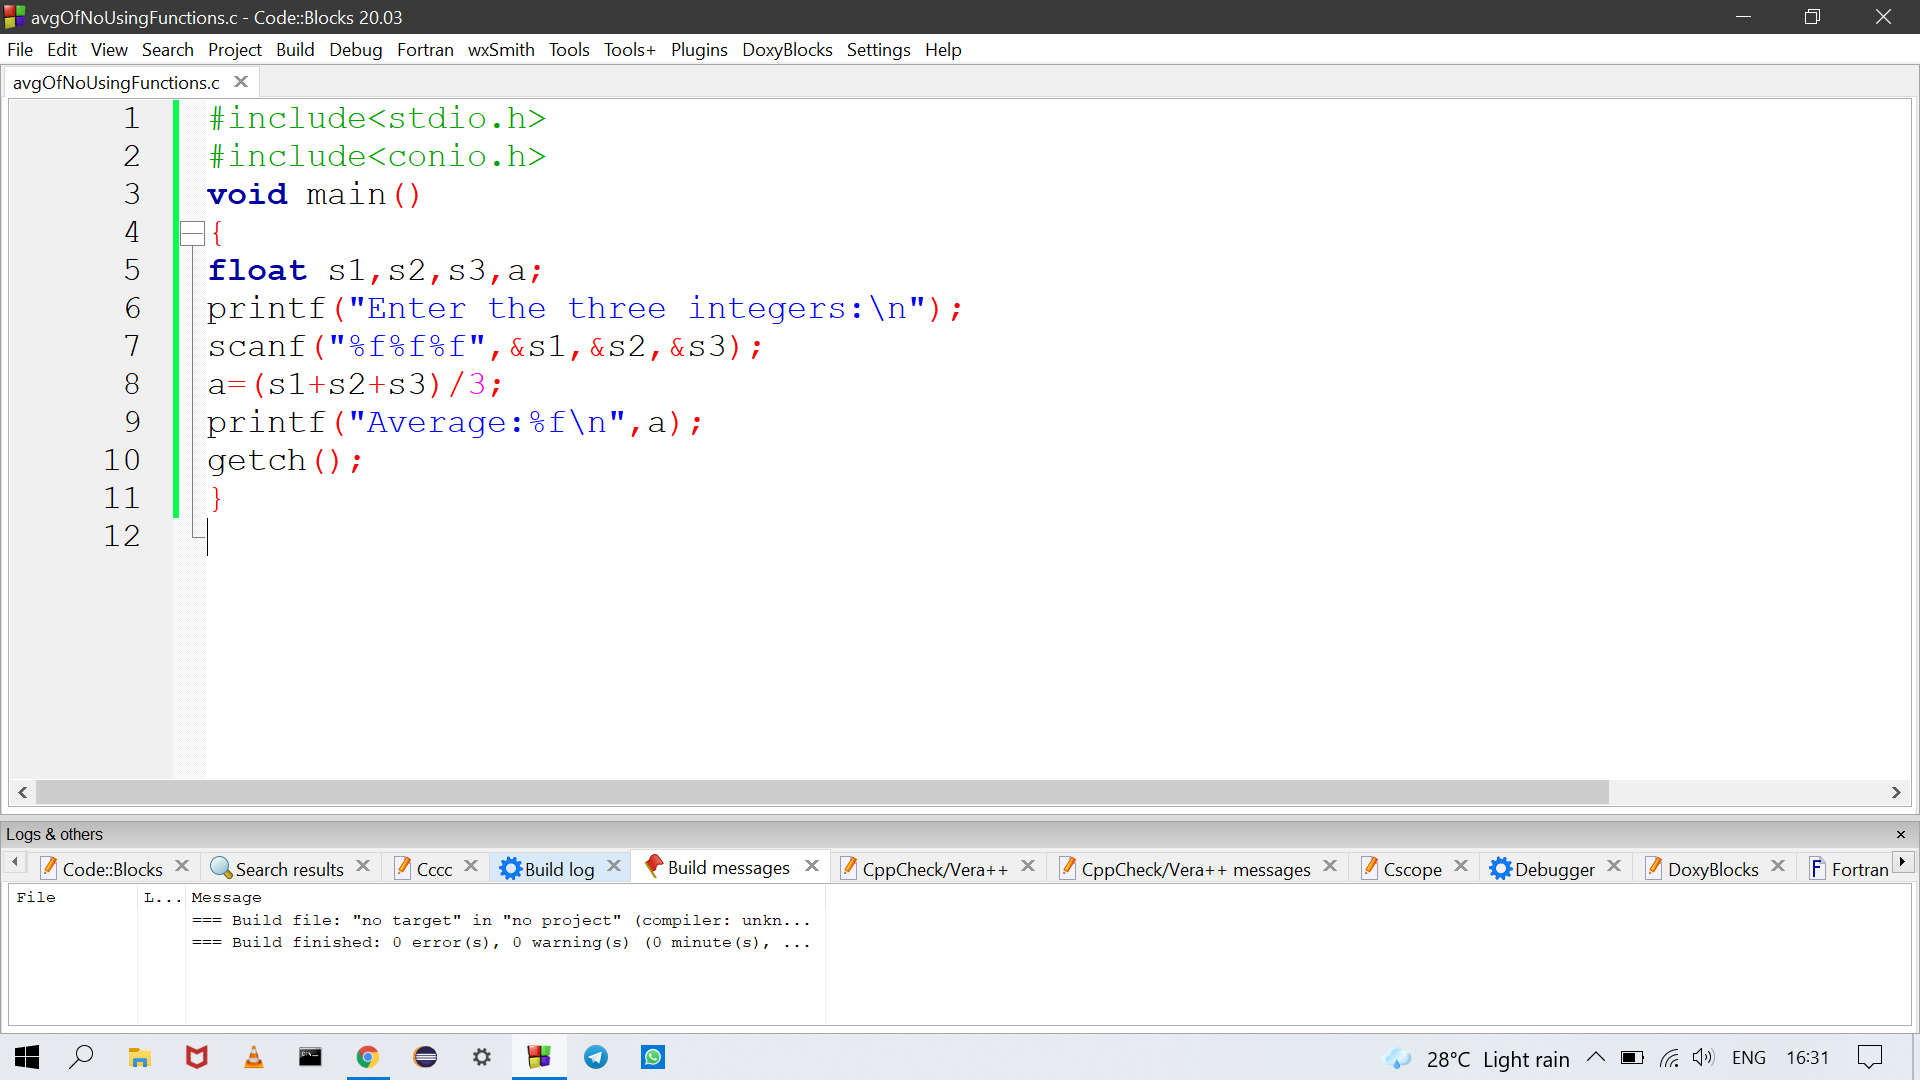 avgOfNoUsingFunctions.c - Code::Blocks 20.03
File Edit View Search Project Build Debug Fortran wxSmith Tools Tools+ Plugins DoxyBlocks Settings Help
avgOfNoUsingFunctions.c
1 #include<stdio.h>
2 #include<conio.h>
3 void main()
4 {
5 float s1,s2,s3,a;
6 printf("Enter the three integers:\n");
7 scanf("%f%f%f",&s1,&s2,&s3);
8 a=(s1+s2+s3)/3;
9 printf("Average:%f\n",a);
10 getch();
11 }
12
Logs & others
Code::Blocks Search results Cccc Build log Build messages CppCheck/Vera++ CppCheck/Vera++ messages Cscope Debugger DoxyBlocks Fortran
File L... Message
=== Build file: "no target" in "no project" (compiler: unkn...
=== Build finished: 0 error(s), 0 warning(s) (0 minute(s), ...
28°C Light rain ENG 16:31